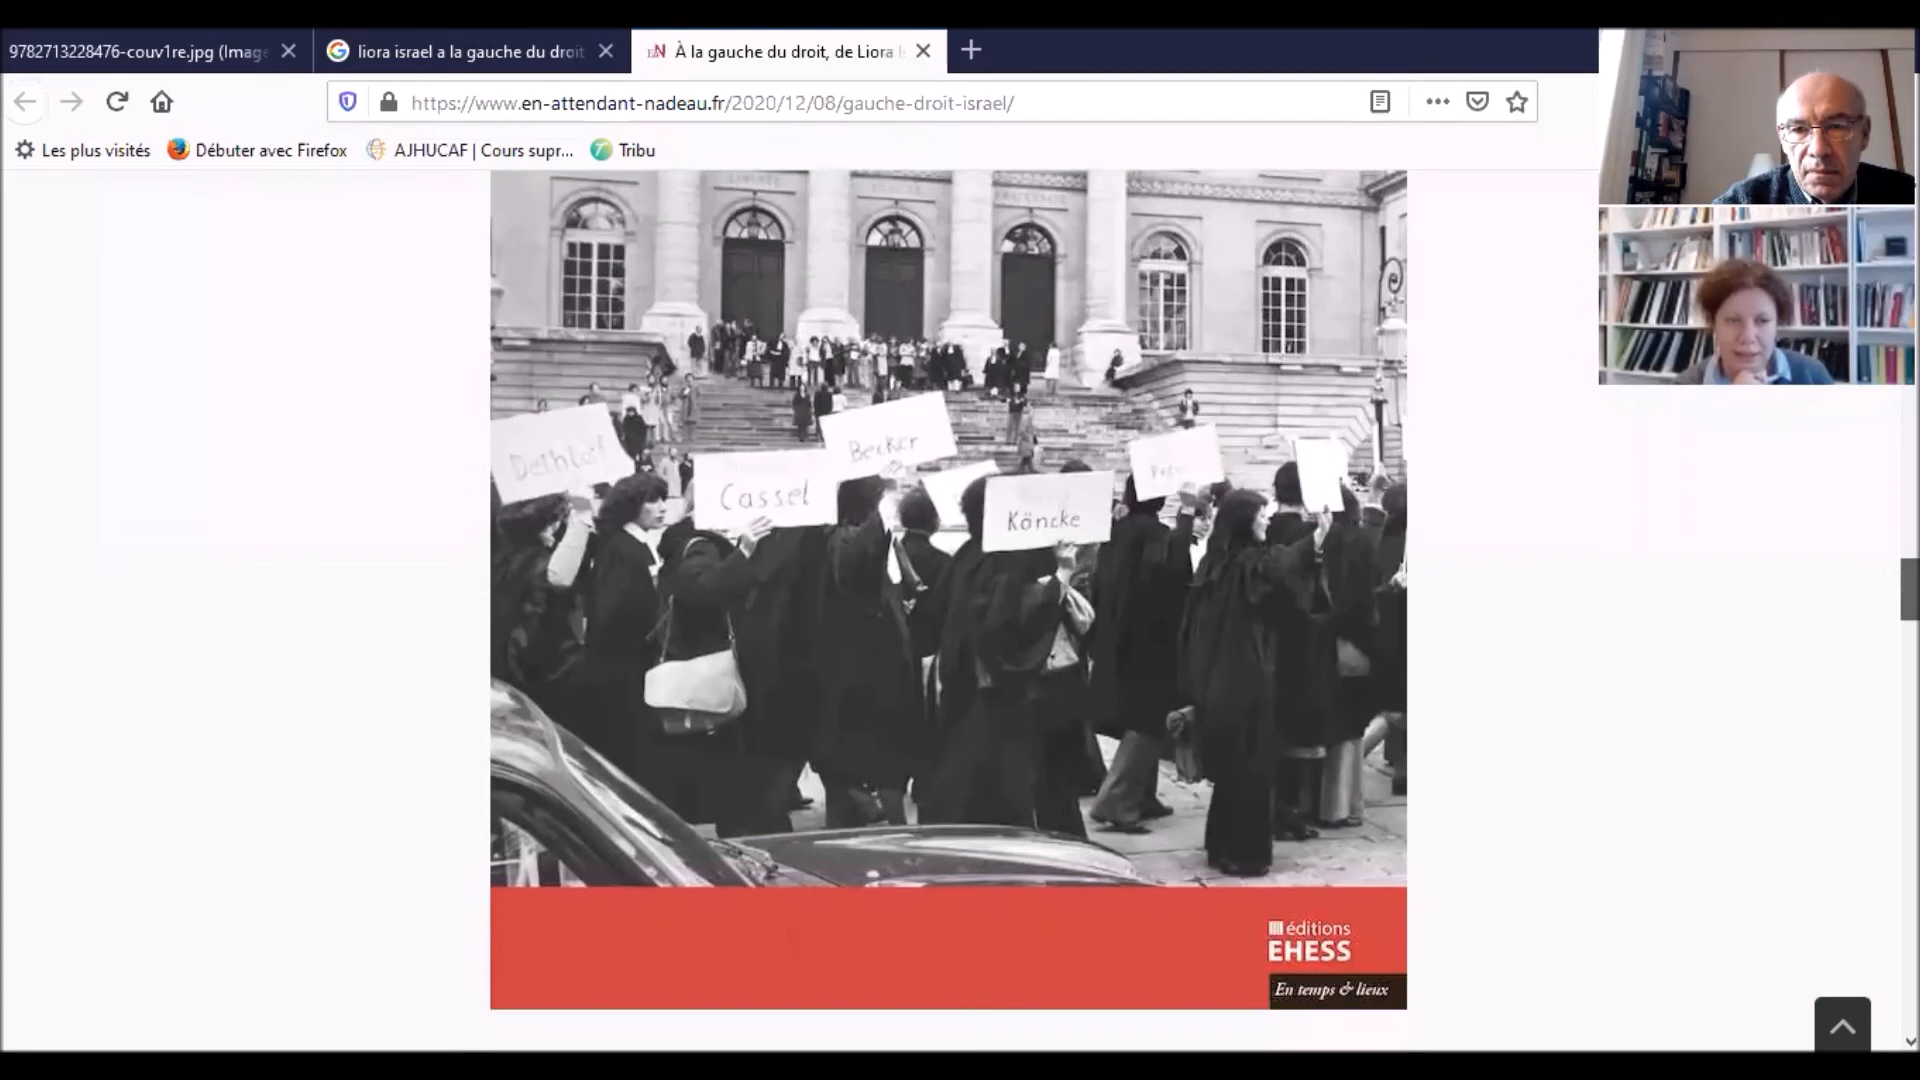 9782713228476-couv1re.jpg (Imag
liora israel a la gauche du droit
EN À la gauche du droit, de Liora I
https://www.en-attendant-nadeau.fr/2020/12/08/gauche-droit-israel/
Les plus visités
Débuter avec Firefox
AJHUCAF | Cours supr...
Tribu
Becker
Cassel
Köncke
éditions
EHESS
En temps & lieux